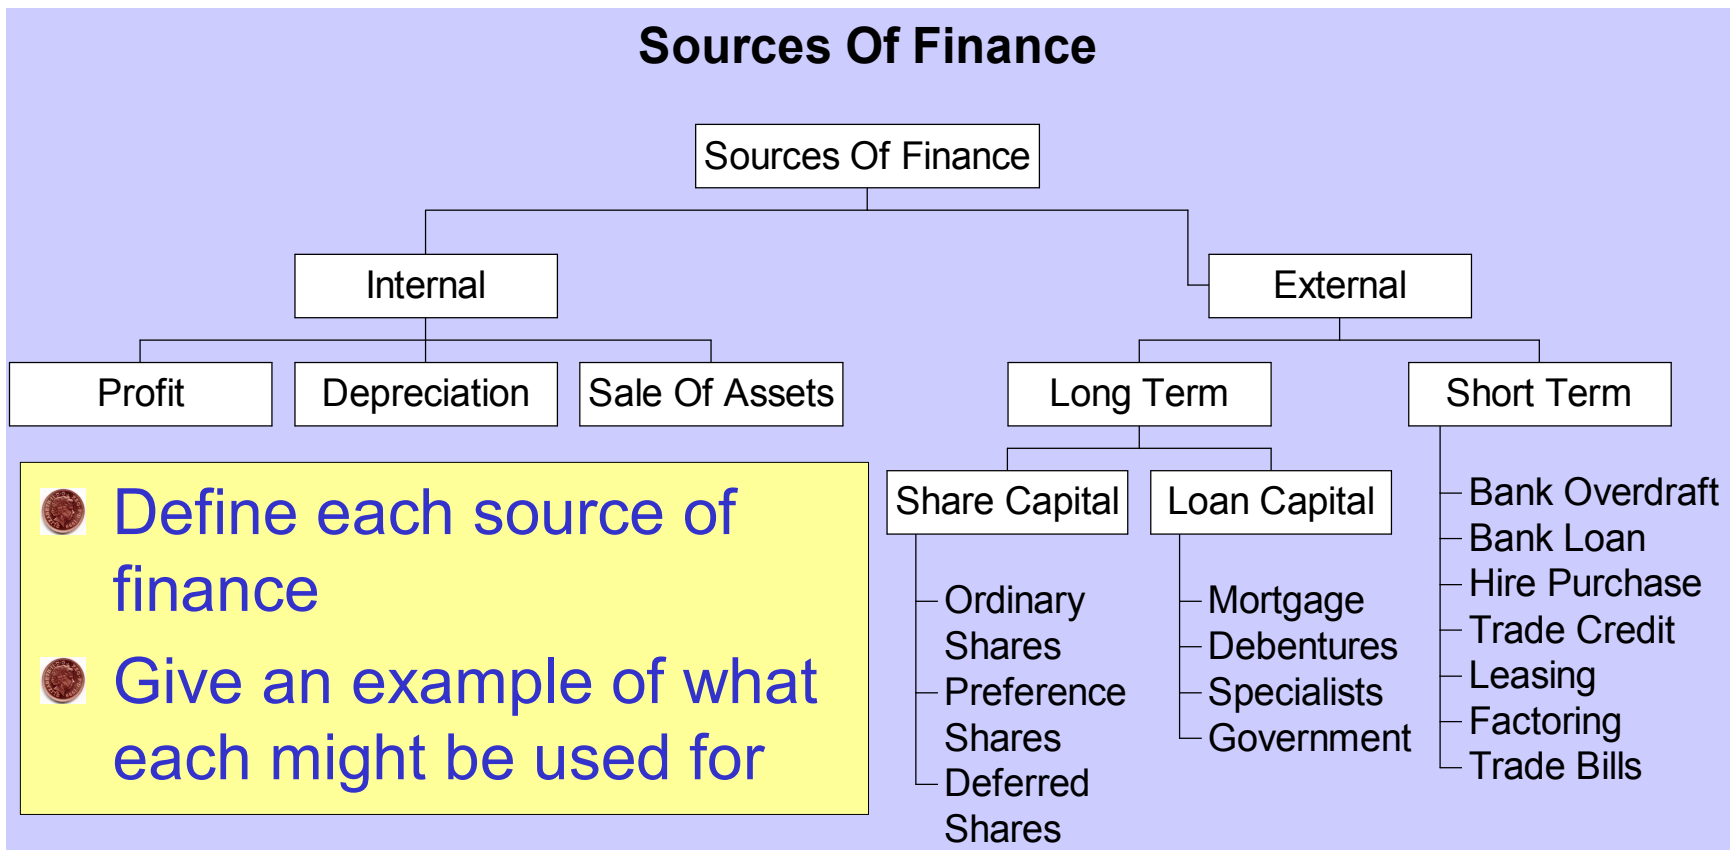 Sources Of Finance
Sources Of Finance
Internal
External
Profit
Depreciation
Sale Of Assets
Long Term
Short Term
Share Capital
Loan Capital
Ordinary
Shares
Preference
Shares
Deferred
Shares
Mortgage
Debentures
Specialists
Government
Bank Overdraft
Bank Loan
Hire Purchase
Trade Credit
Leasing
Factoring
Trade Bills
Define each source of
finance
Give an example of what
each might be used for